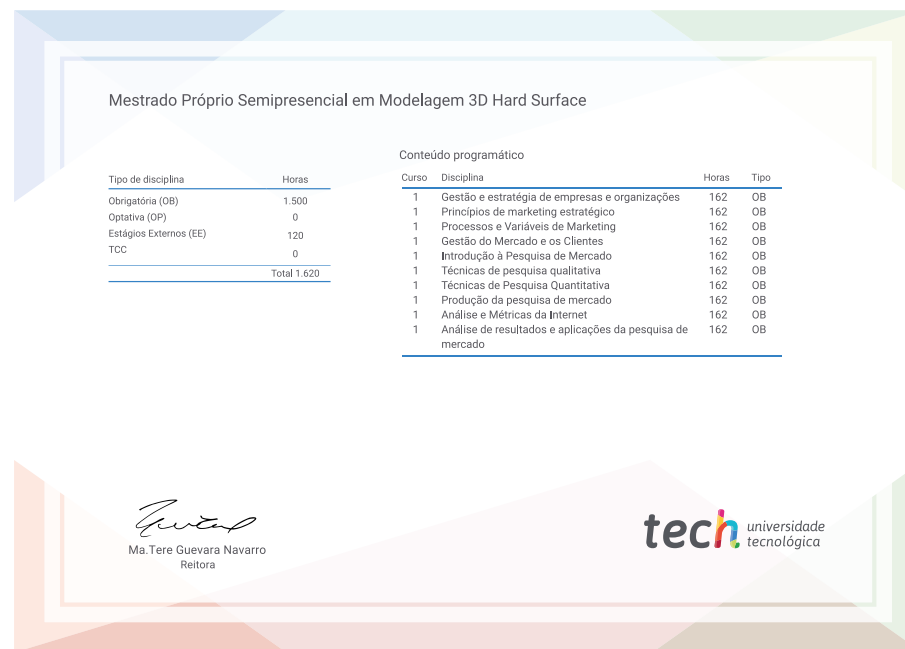 Mestrado Próprio Semipresencial em Modelagem 3D Hard Surface
Tipo de disciplina Horas
Obrigatória (OB) 1.500
Optativa (OP) 0
Estágios Externos (EE) 120
TCC 0
Total 1.620
Conteúdo programático
Curso Disciplina Horas Tipo
1 Gestão e estratégia de empresas e organizações 162 OB
1 Princípios de marketing estratégico 162 OB
1 Processos e Variáveis de Marketing 162 OB
1 Gestão do Mercado e os Clientes 162 OB
1 Introdução à Pesquisa de Mercado 162 OB
1 Técnicas de pesquisa qualitativa 162 OB
1 Técnicas de Pesquisa Quantitativa 162 OB
1 Produção da pesquisa de mercado 162 OB
1 Análise e Métricas da Internet 162 OB
1 Análise de resultados e aplicações da pesquisa de 162 OB
mercado
Ma.Tere Guevara Navarro
Reitora
tech universidade
tecnológica